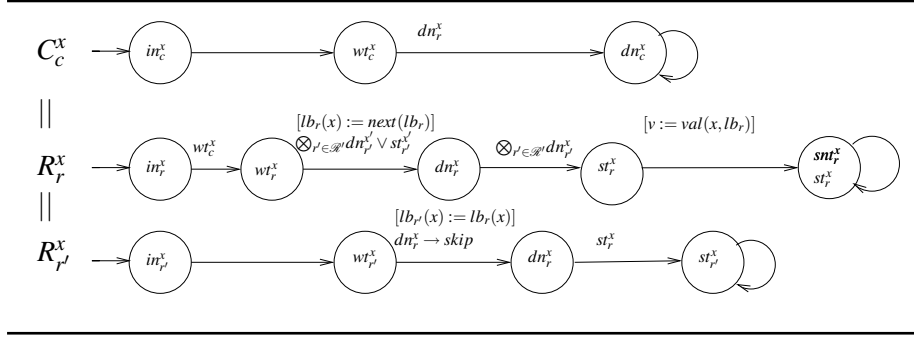 dn_r^x
C_c^x in_c^x wt_c^x dn_c^x
||
[lb_r(x) := next(lb_r)] [v := val(x, lb_r)]
wt_c^x ⊗_{r'∈ℛ'} dn_{r'}^{x'} ∨ st_{r'}^{x'} ⊗_{r'∈ℛ'} dn_{r'}^x
R_r^x in_r^x wt_r^x dn_r^x st_r^x snt_r^x
st_r^x
||
[lb_{r'}(x) := lb_r(x)]
dn_r^x → skip st_r^x
R_{r'}^x in_{r'}^x wt_{r'}^x dn_r^x st_{r'}^x